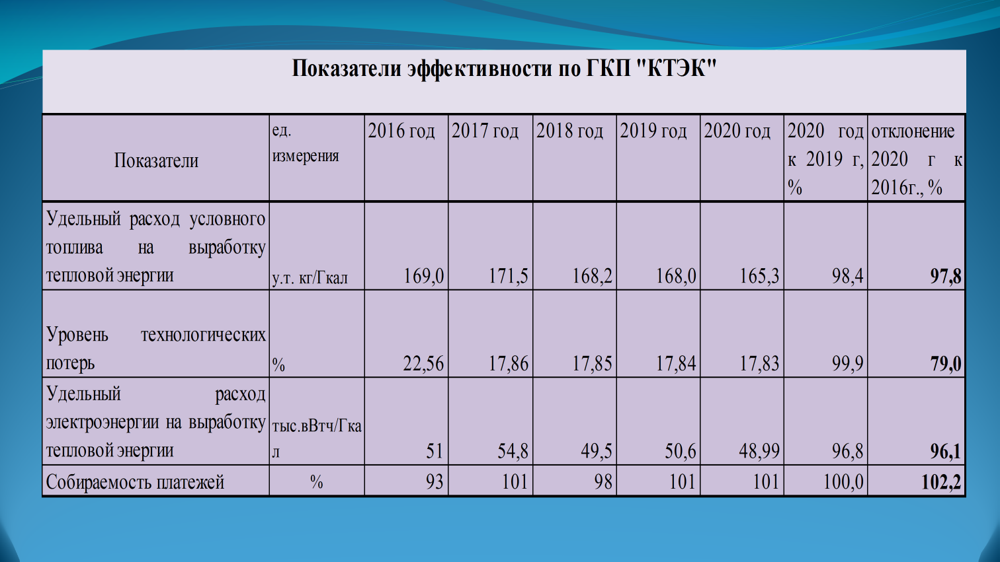 Показатели эффективности по ГКП "КТЭК"
Показатели
ед.
измерения
2016 год
2017 год
2018 год
2019 год
2020 год
2020 год
к 2019 г,
%
отклонение
2020 г к
2016г., %
Удельный расход условного
топлива на выработку
тепловой энергии
у.т. кг/Гкал
169,0
171,5
168,2
168,0
165,3
98,4
97,8
Уровень технологических
потерь
%
22,56
17,86
17,85
17,84
17,83
99,9
79,0
Удельный расход
электроэнергии на выработку
тепловой энергии
тыс.вВтч/Гка
л
51
54,8
49,5
50,6
48,99
96,8
96,1
Собираемость платежей
%
93
101
98
101
101
100,0
102,2